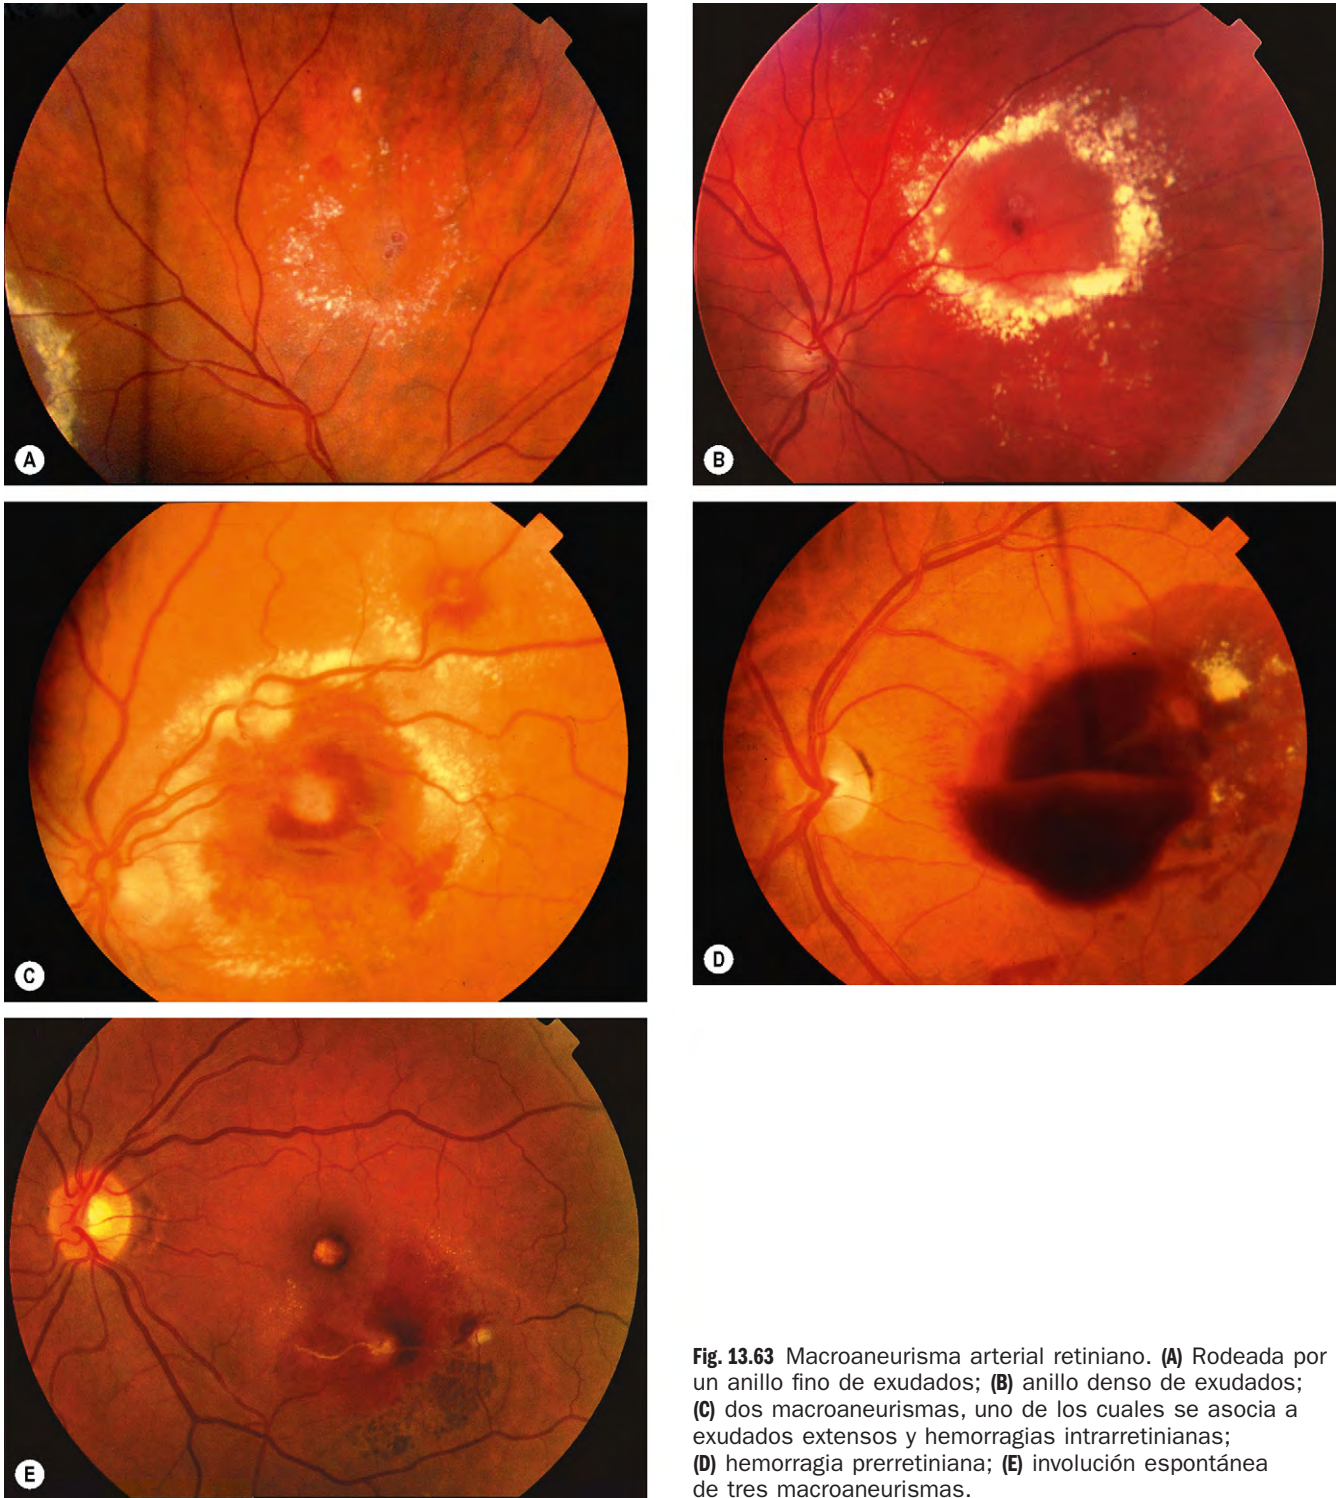 A
B
C
D
E
Fig. 13.63 Macroaneurisma arterial retiniano. (A) Rodeada por
un anillo fino de exudados; (B) anillo denso de exudados;
(C) dos macroaneurismas, uno de los cuales se asocia a
exudados extensos y hemorragias intrarretinianas;
(D) hemorragia prerretiniana; (E) involución espontánea
de tres macroaneurismas.